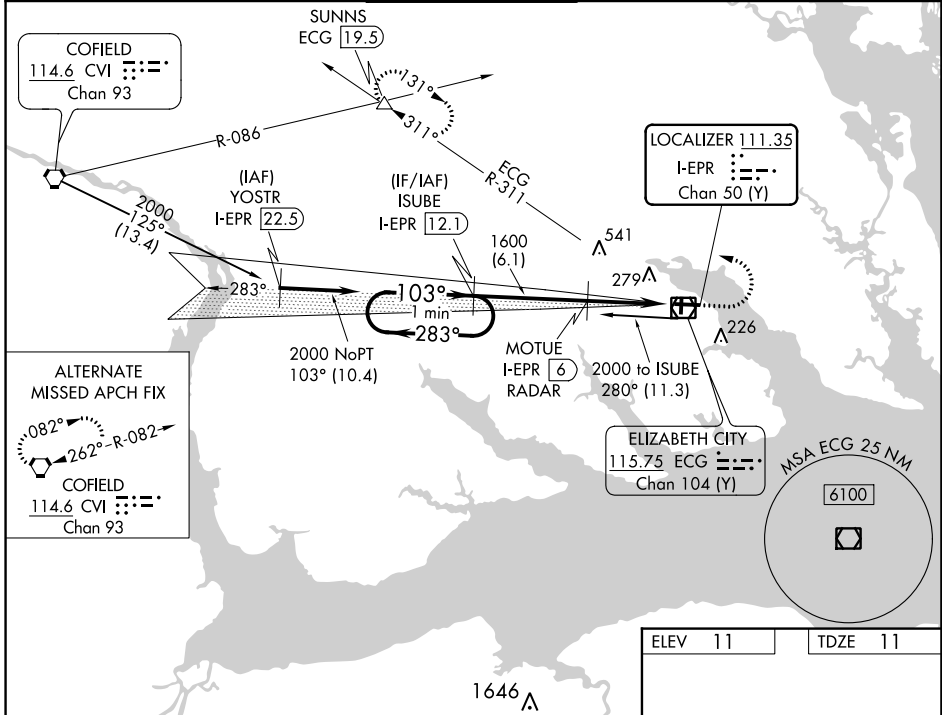 SUNNS
ECG 19.5
COFIELD
114.6 CVI
Chan 93
131°
311°
R-086
ECG
R-311
LOCALIZER 111.35
I-EPR
Chan 50 (Y)
(IAF)
YOSTR
I-EPR 22.5
(IF/IAF)
ISUBE
I-EPR 12.1
2000
125°
(13.4)
1600
(6.1)
541
279
283°
103°
1 min
283°
226
2000 NoPT
103° (10.4)
MOTUE
I-EPR 6
RADAR
2000 to ISUBE
280° (11.3)
ALTERNATE
MISSED APCH FIX
082°
262°-R-082
COFIELD
114.6 CVI
Chan 93
ELIZABETH CITY
115.75 ECG
Chan 104 (Y)
MSA ECG 25 NM
6100
ELEV 11
TDZE 11
1646